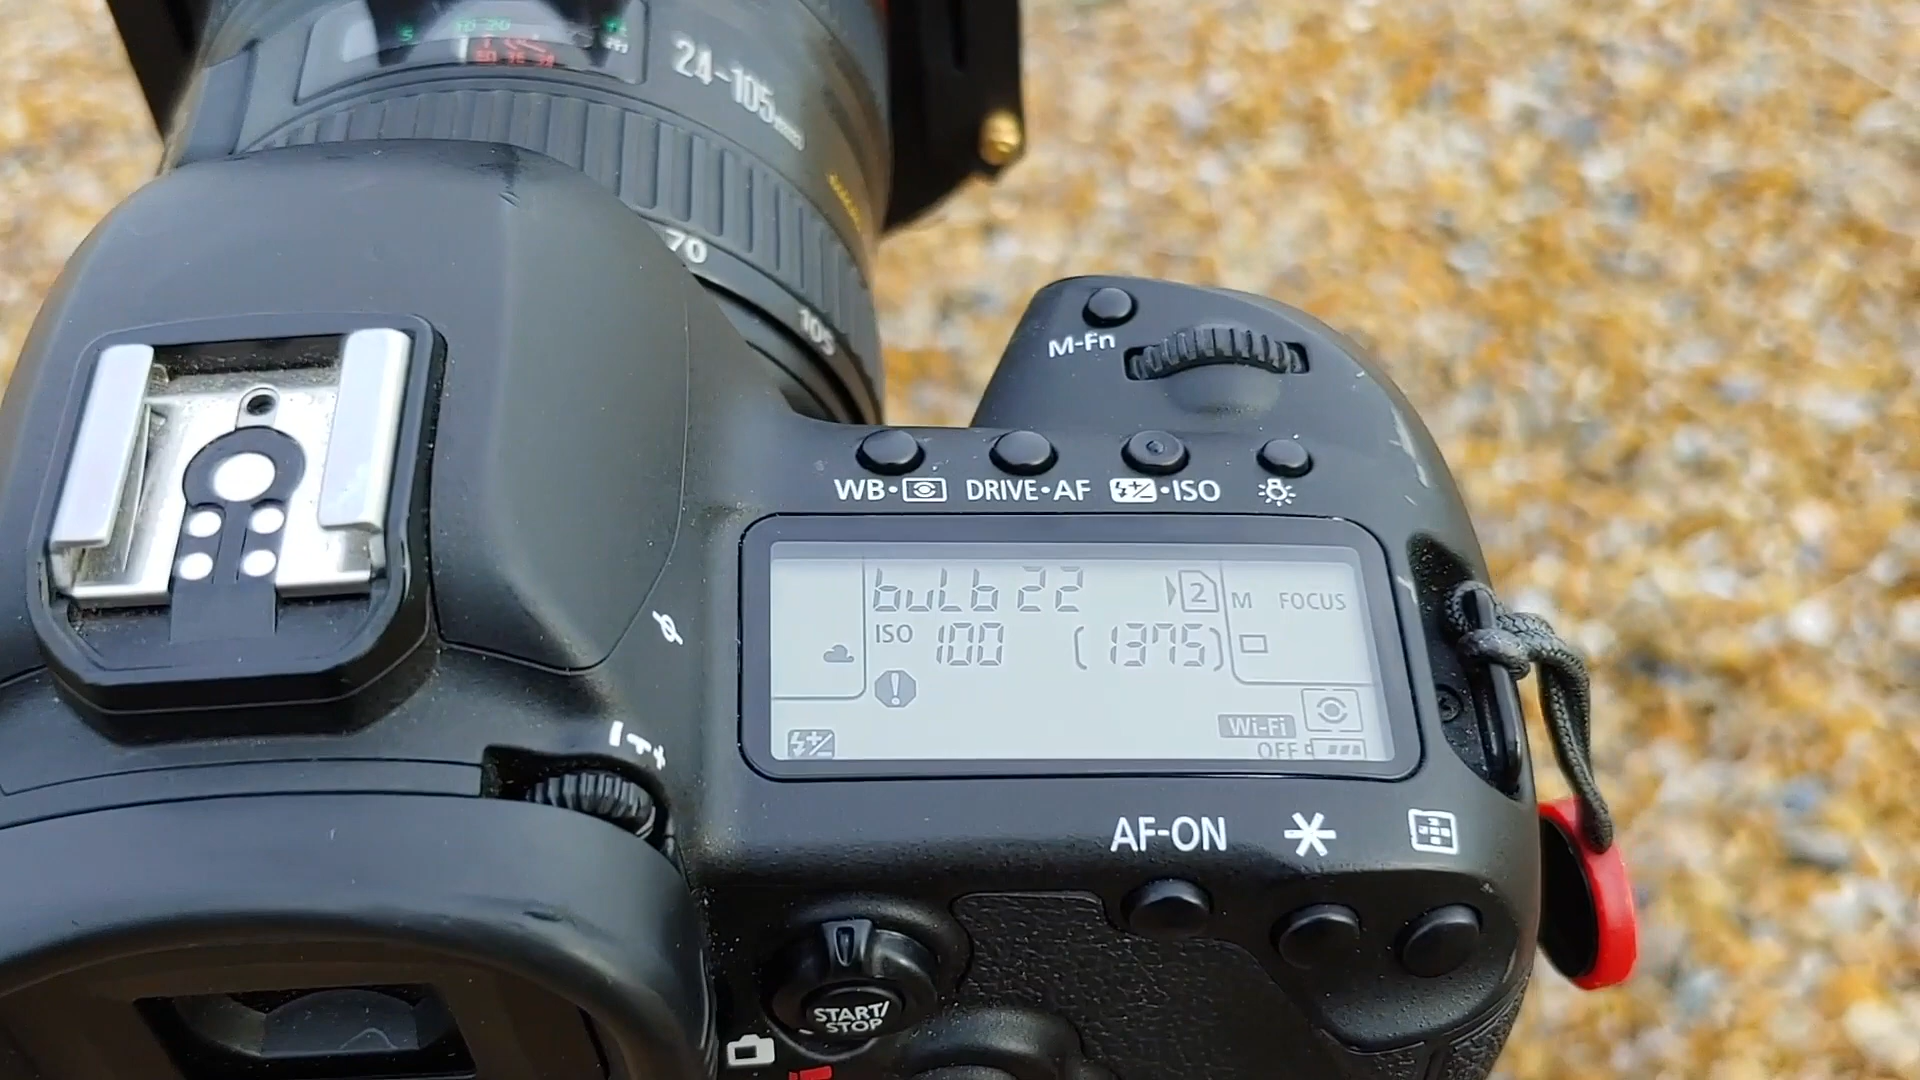 24-105mm
70
105
M-Fn
WB• DRIVE•AF •ISO
buLb 22 2 M FOCUS
ISO 100 (1375)
Wi-Fi
OFF
AF-ON
START/
STOP